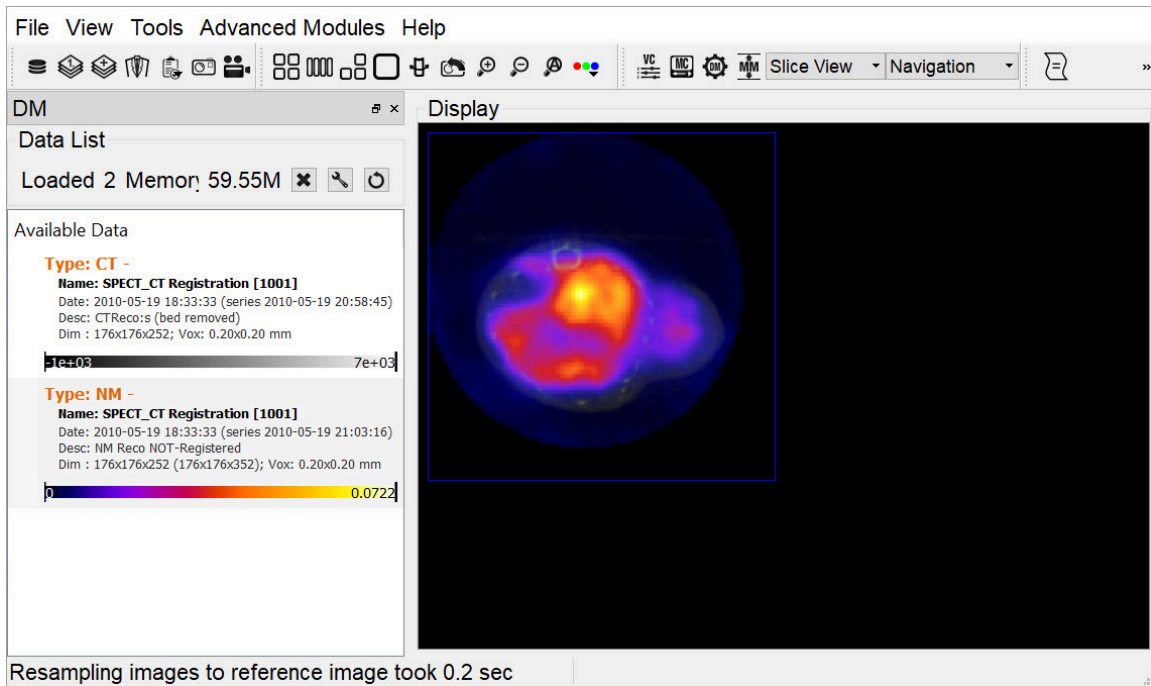 File View Tools Advanced Modules Help
VC MC DM MM Slice View Navigation »
DM Display
Data List
Loaded 2 Memory 59.55M
Available Data
Type: CT -
Name: SPECT_CT Registration [1001]
Date: 2010-05-19 18:33:33 (series 2010-05-19 20:58:45)
Desc: CTReco:s (bed removed)
Dim : 176x176x252; Vox: 0.20x0.20 mm
-1e+03 7e+03
Type: NM -
Name: SPECT_CT Registration [1001]
Date: 2010-05-19 18:33:33 (series 2010-05-19 21:03:16)
Desc: NM Reco NOT-Registered
Dim : 176x176x252 (176x176x352); Vox: 0.20x0.20 mm
0 0.0722
Resampling images to reference image took 0.2 sec